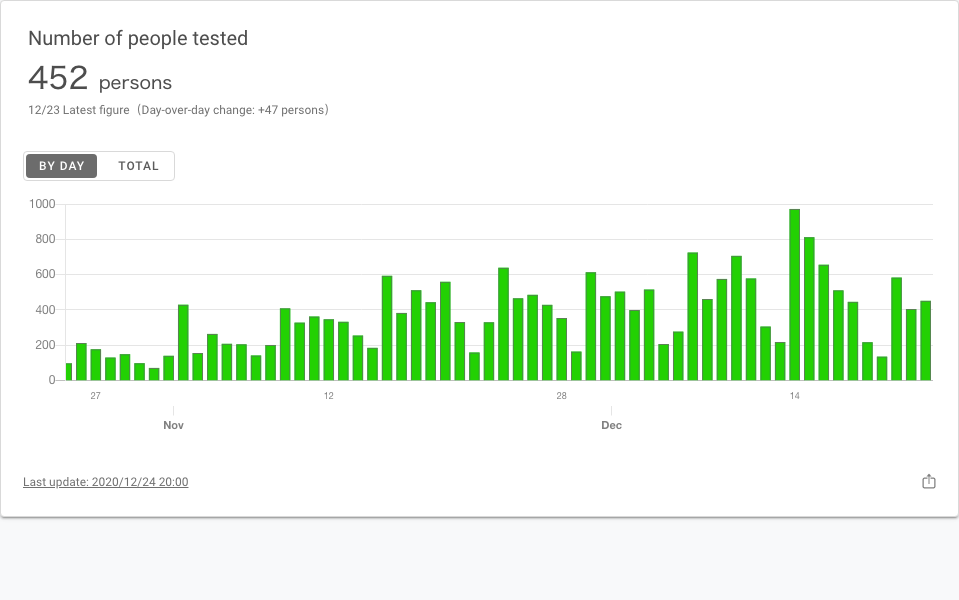 Number of people tested
452 persons
12/23 Latest figure（Day-over-day change: +47 persons）
BY DAY TOTAL
1000
800
600
400
200
0
27 12 28 14
Nov Dec
Last update: 2020/12/24 20:00